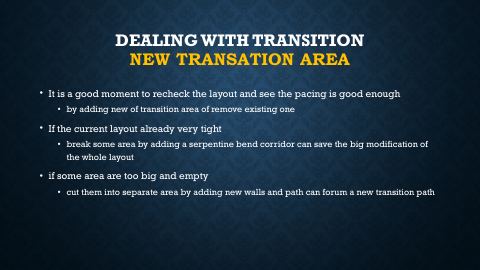 DEALING WITH TRANSITION
NEW TRANSATION AREA
• It is a good moment to recheck the layout and see the pacing is good enough
• by adding new of transition area of remove existing one
• If the current layout already very tight
• break some area by adding a serpentine bend corridor can save the big modification of
the whole layout
• if some area are too big and empty
• cut them into separate area by adding new walls and path can forum a new transition path